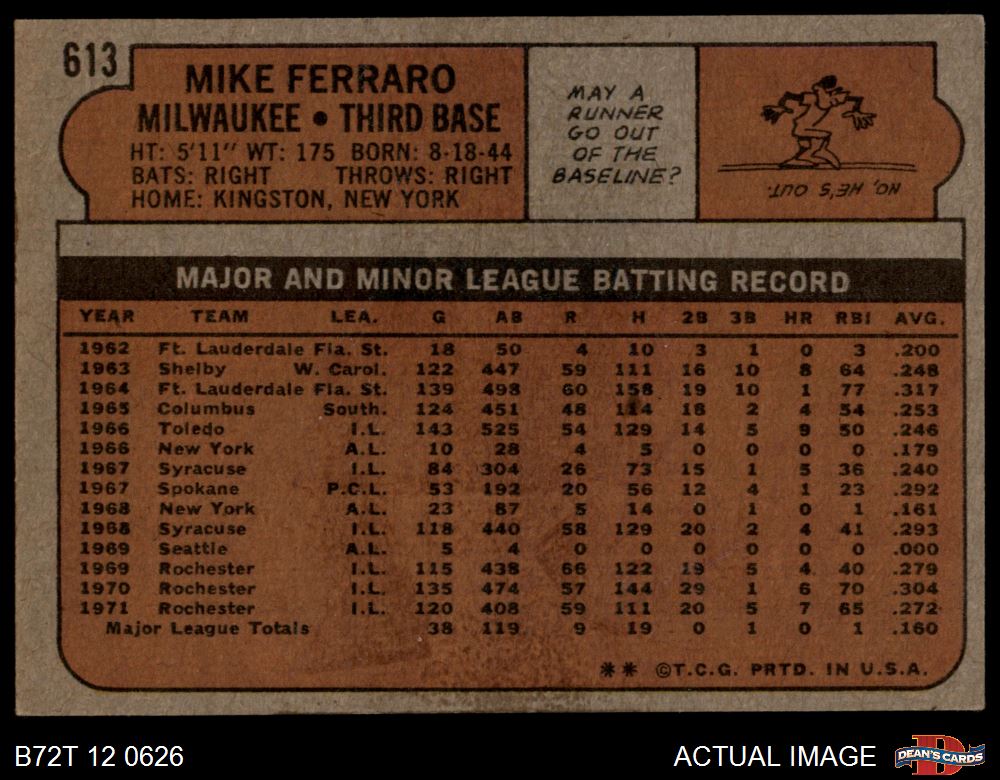 613
MIKE FERRARO
MILWAUKEE • THIRD BASE
HT: 5'11" WT: 175 BORN: 8-18-44
BATS: RIGHT THROWS: RIGHT
HOME: KINGSTON, NEW YORK
MAY A
RUNNER
GO OUT
OF THE
BASELINE?
NO, HE'S OUT.
MAJOR AND MINOR LEAGUE BATTING RECORD
YEAR TEAM LEA. G AB R H 2B 3B HR RBI AVG.
1962 Ft. Lauderdale Fla. St. 18 50 4 10 3 1 0 3 .200
1963 Shelby W. Carol. 122 447 59 111 16 10 8 64 .248
1964 Ft. Lauderdale Fla. St. 139 498 60 158 19 10 1 77 .317
1965 Columbus South. 124 451 48 114 18 2 4 54 .253
1966 Toledo I.L. 143 525 54 129 14 5 9 50 .246
1966 New York A.L. 10 28 4 5 0 0 0 0 .179
1967 Syracuse I.L. 84 304 26 73 15 1 5 36 .240
1967 Spokane P.C.L. 53 192 20 56 12 4 1 23 .292
1968 New York A.L. 23 87 5 14 0 1 0 1 .161
1968 Syracuse I.L. 118 440 58 129 20 2 4 41 .293
1969 Seattle A.L. 5 4 0 0 0 0 0 0 .000
1969 Rochester I.L. 115 438 66 122 19 5 4 40 .279
1970 Rochester I.L. 135 474 57 144 29 1 6 70 .304
1971 Rochester I.L. 120 408 59 111 20 5 7 65 .272
Major League Totals 38 119 9 19 0 1 0 1 .160
** ©T.C.G. PRTD. IN U.S.A.
B72T 12 0626
ACTUAL IMAGE
D
DEAN'S CARDS